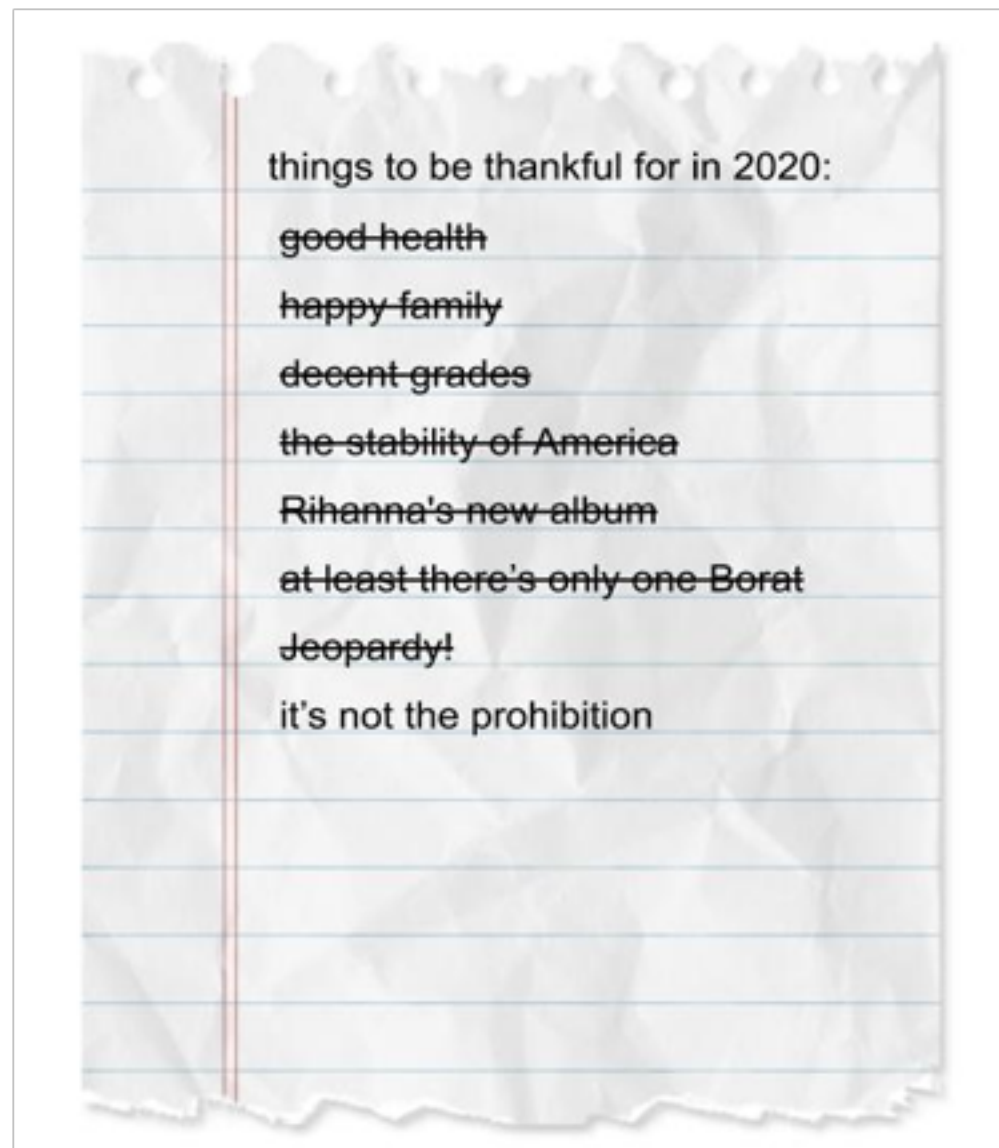 things to be thankful for in 2020:
good health
happy family
decent grades
the stability of America
Rihanna's new album
at least there’s only one Borat
Jeopardy!
it’s not the prohibition